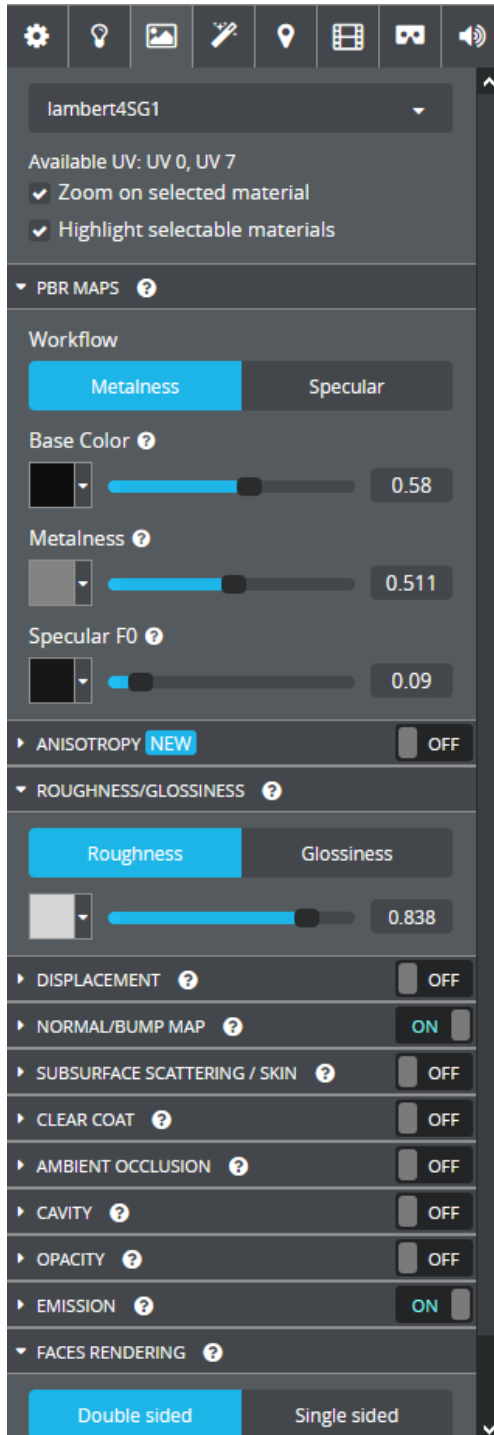 lambert4SG1
Available UV: UV 0, UV 7
Zoom on selected material
Highlight selectable materials
PBR MAPS ?
Workflow
Metalness Specular
Base Color ?
0.58
Metalness ?
0.511
Specular F0 ?
0.09
ANISOTROPY NEW OFF
ROUGHNESS/GLOSSINESS ?
Roughness Glossiness
0.838
DISPLACEMENT ? OFF
NORMAL/BUMP MAP ? ON
SUBSURFACE SCATTERING / SKIN ? OFF
CLEAR COAT ? OFF
AMBIENT OCCLUSION ? OFF
CAVITY ? OFF
OPACITY ? OFF
EMISSION ? ON
FACES RENDERING ?
Double sided Single sided